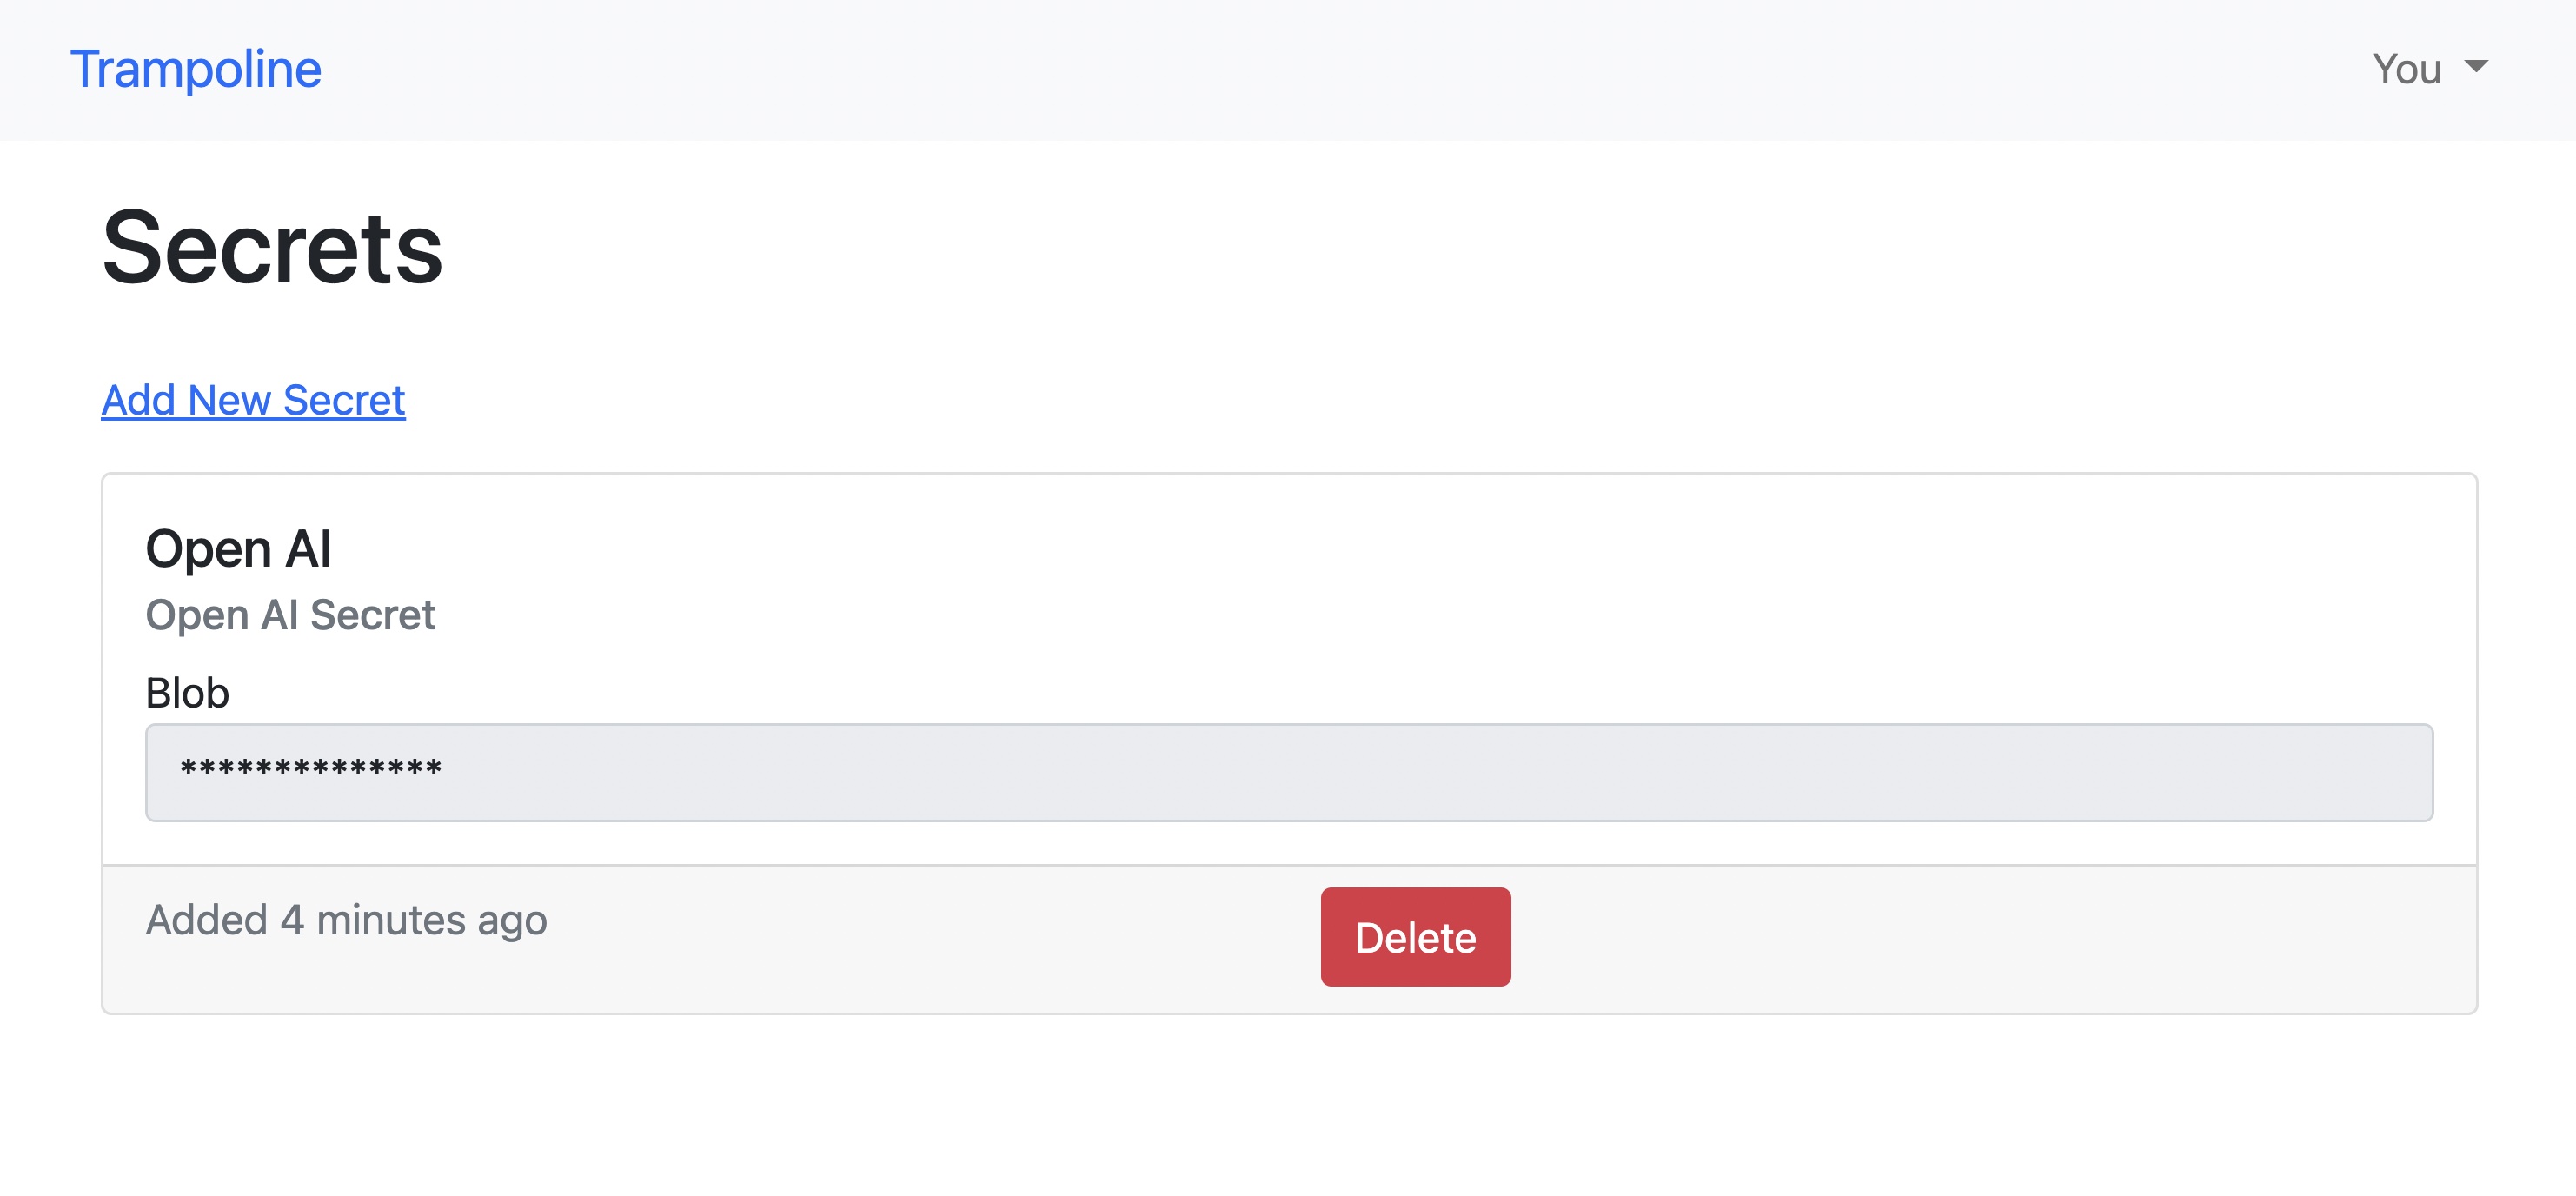 Trampoline
You
Secrets
Add New Secret
Open AI
Open AI Secret
Blob
**************
Added 4 minutes ago
Delete